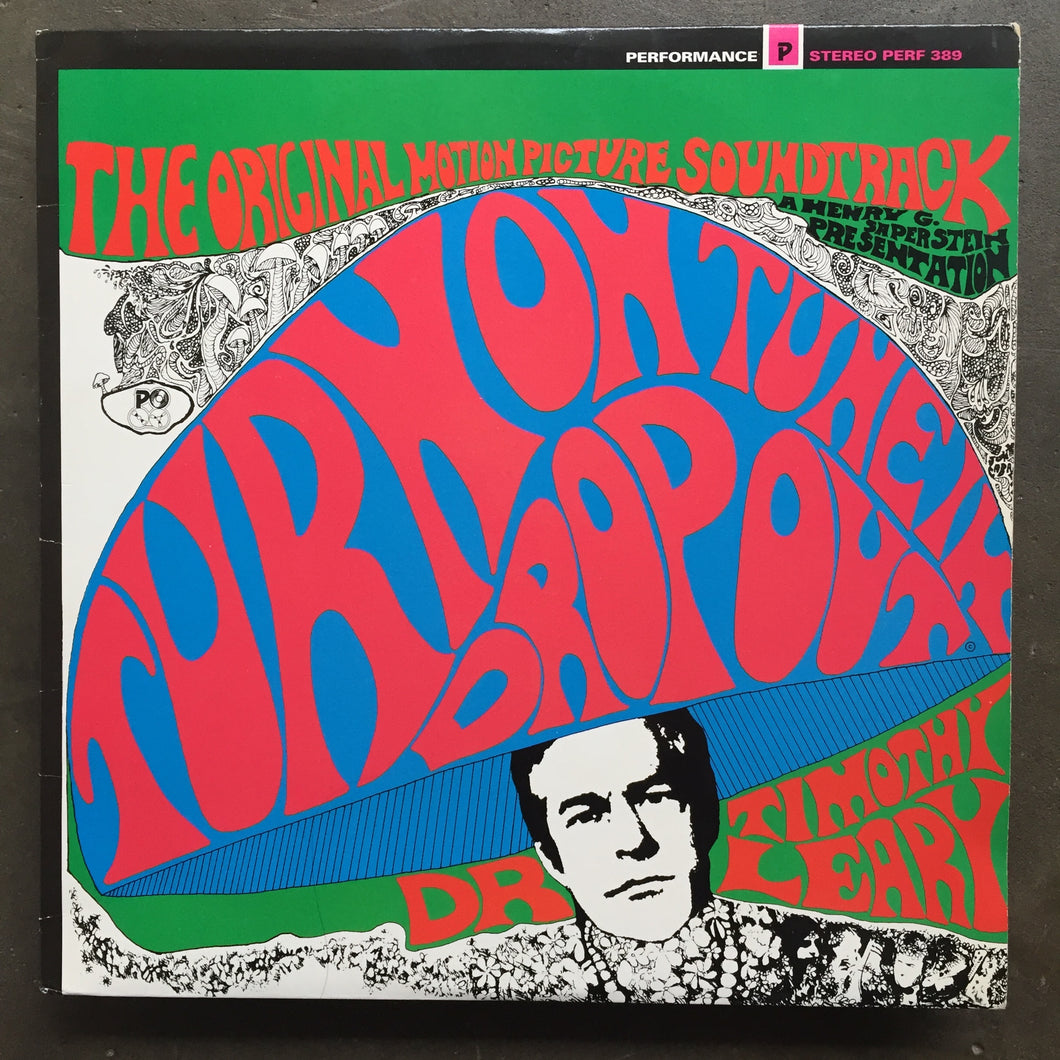 PERFORMANCE P STEREO PERF 389
THE ORIGINAL MOTION PICTURE SOUNDTRACK
A HENRY G.
SAPERSTEIN
PRESENTATION
TURN ON TUNE IN
DROP OUT
©
P
DR TIMOTHY
LEARY